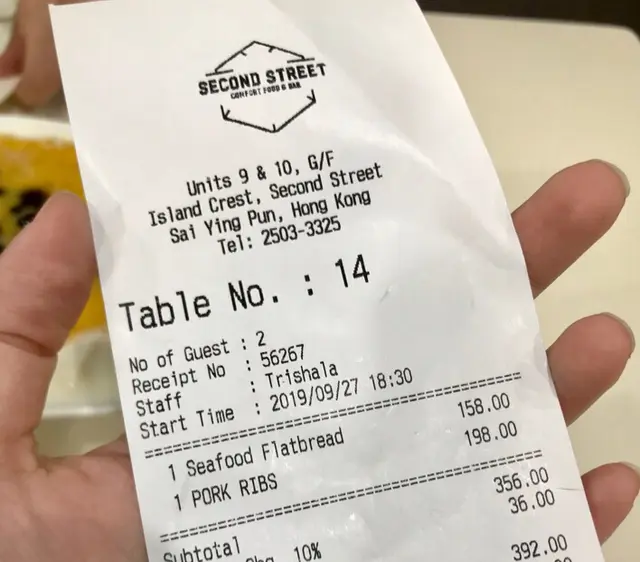 SECOND STREET
COMFORT FOOD & BAR
Units 9 & 10, G/F
Island Crest, Second Street
Sai Ying Pun, Hong Kong
Tel: 2503-3325
Table No. : 14
No of Guest : 2
Receipt No : 56267
Staff : Trishala
Start Time : 2019/09/27 18:30
1 Seafood Flatbread 158.00
1 PORK RIBS 198.00
Subtotal 356.00
10% 36.00
392.00